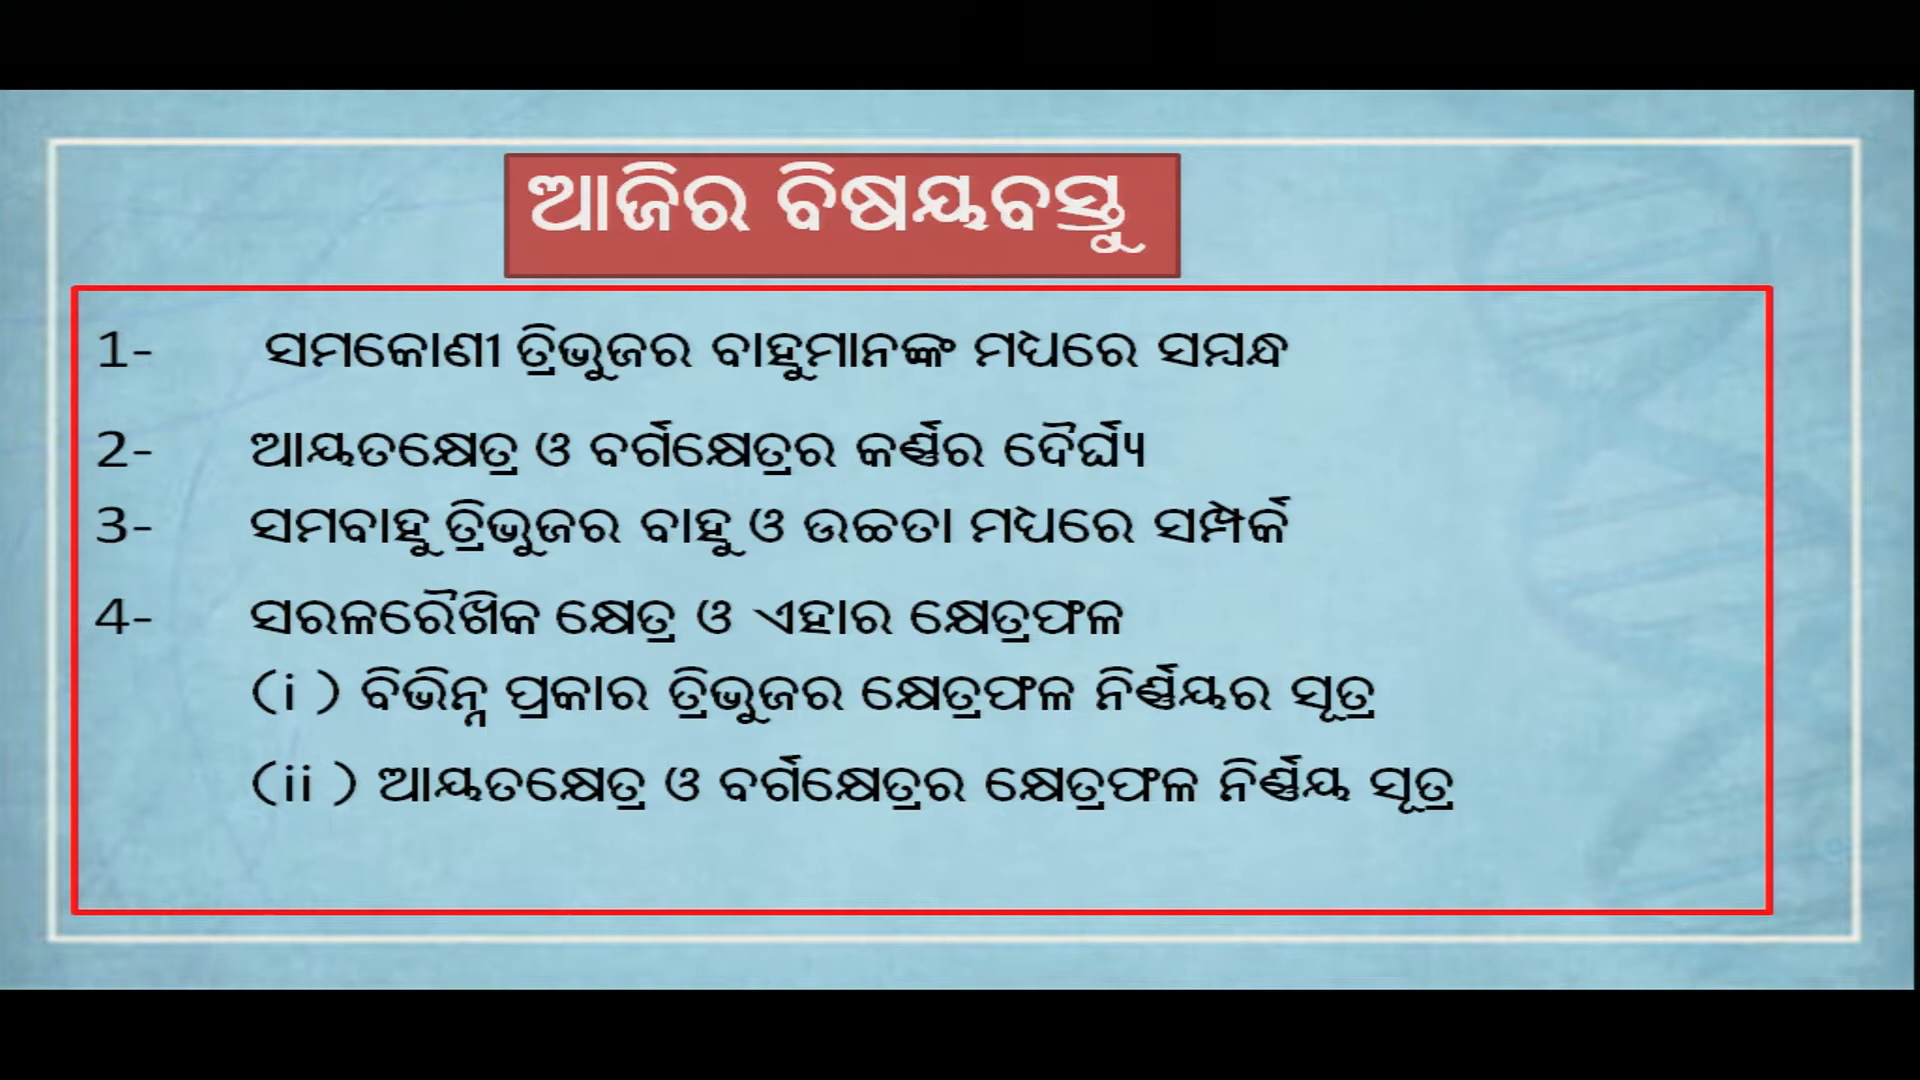 ଆଜିର ବିଷୟବସ୍ତୁ
1- ସମକୋଣୀ ତ୍ରିଭୁଜର ବାହୁମାନଙ୍କ ମଧ୍ୟରେ ସମ୍ବନ୍ଧ
2- ଆୟତକ୍ଷେତ୍ର ଓ ବର୍ଗକ୍ଷେତ୍ରର କର୍ଣ୍ଣର ଦୈର୍ଘ୍ୟ
3- ସମବାହୁ ତ୍ରିଭୁଜର ବାହୁ ଓ ଉଚ୍ଚତା ମଧ୍ୟରେ ସମ୍ପର୍କ
4- ସରଳରୈଖିକ କ୍ଷେତ୍ର ଓ ଏହାର କ୍ଷେତ୍ରଫଳ
(i ) ବିଭିନ୍ନ ପ୍ରକାର ତ୍ରିଭୁଜର କ୍ଷେତ୍ରଫଳ ନିର୍ଣ୍ଣୟର ସୂତ୍ର
(ii ) ଆୟତକ୍ଷେତ୍ର ଓ ବର୍ଗକ୍ଷେତ୍ରର କ୍ଷେତ୍ରଫଳ ନିର୍ଣ୍ଣୟ ସୂତ୍ର